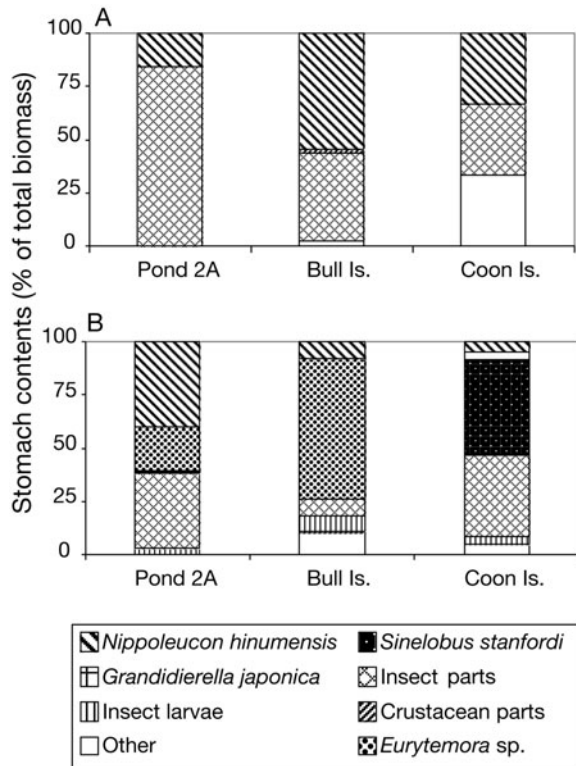 A
100
75
50
25
0
Pond 2A Bull Is. Coon Is.
Stomach contents (% of total biomass)
B
100
75
50
25
0
Pond 2A Bull Is. Coon Is.
Nippoleucon hinumensis Sinelobus stanfordi
Grandidierella japonica Insect parts
Insect larvae Crustacean parts
Other Eurytemora sp.